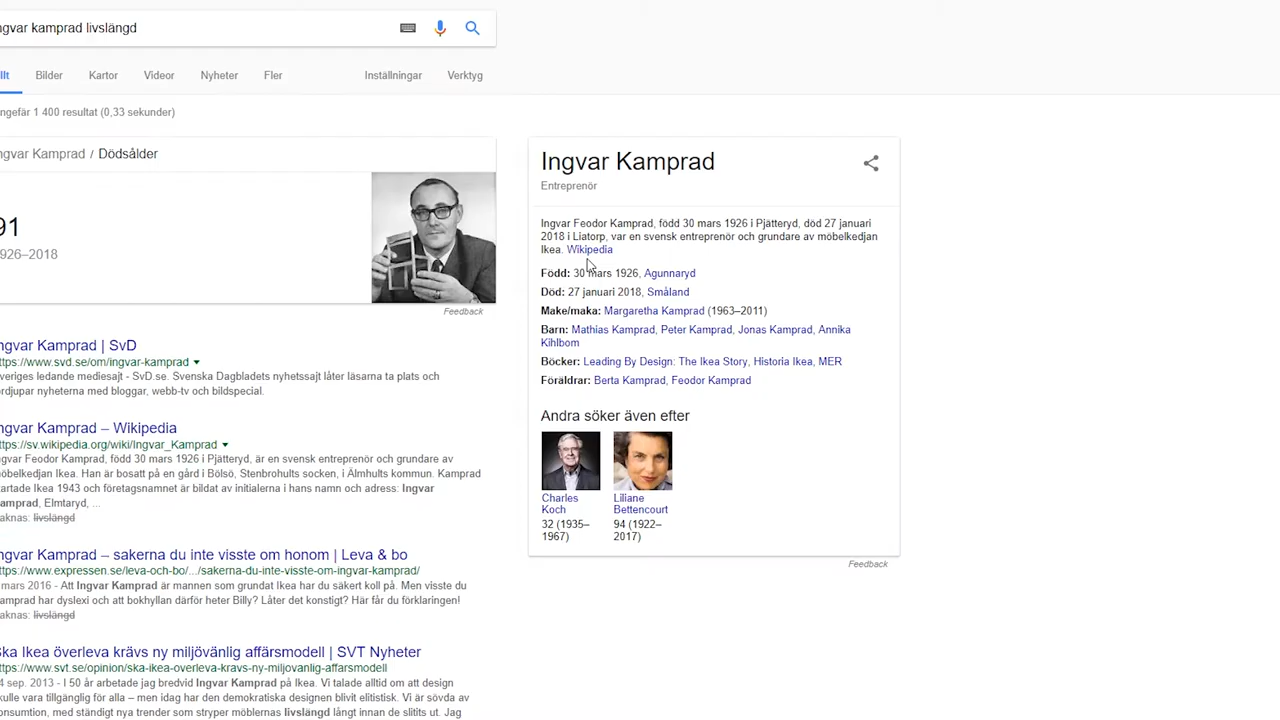 ngvar kamprad livslängd
llt Bilder Kartor Videor Nyheter Fler Inställningar Verktyg
ngefär 1 400 resultat (0,33 sekunder)
ngvar Kamprad / Dödsålder
91
926–2018
Feedback
ngvar Kamprad | SvD
ttps://www.svd.se/om/ingvar-kamprad
veriges ledande mediesajt - SvD.se. Svenska Dagbladets nyhetssajt låter läsarna ta plats och
ördjupar nyheterna med bloggar, webb-tv och bildspecial.
ngvar Kamprad – Wikipedia
ttps://sv.wikipedia.org/wiki/Ingvar_Kamprad
ngvar Feodor Kamprad, född 30 mars 1926 i Pjätteryd, är en svensk entreprenör och grundare av
möbelkedjan Ikea. Han är bosatt på en gård i Bölsö, Stenbrohults socken, i Älmhults kommun. Kamprad
tartade Ikea 1943 och företagsnamnet är bildat av initialerna i hans namn och adress: Ingvar
amprad, Elmtaryd, ...
aknas: livslängd
ngvar Kamprad – sakerna du inte visste om honom | Leva & bo
ttps://www.expressen.se/leva-och-bo/.../sakerna-du-inte-visste-om-ingvar-kamprad/
mars 2016 - Att Ingvar Kamprad är mannen som grundat Ikea har du säkert koll på. Men visste du
amprad har dyslexi och att bokhyllan därför heter Billy? Låter det konstigt? Här får du förklaringen!
aknas: livslängd
Ska Ikea överleva krävs ny miljövänlig affärsmodell | SVT Nyheter
ttps://www.svt.se/opinion/ska-ikea-overleva-kravs-ny-miljovanlig-affarsmodell
4 sep. 2013 - I 50 år arbetade jag bredvid Ingvar Kamprad på Ikea. Vi talade alltid om att design
kulle vara tillgänglig för alla – men idag har den demokratiska designen blivit elitistisk. Vi är sövda av
onsumtion, med ständigt nya trender som stryper möblernas livslängd långt innan de slitits ut. Jag
Ingvar Kamprad
Entreprenör
Ingvar Feodor Kamprad, född 30 mars 1926 i Pjätteryd, död 27 januari
2018 i Liatorp, var en svensk entreprenör och grundare av möbelkedjan
Ikea. Wikipedia
Född: 30 mars 1926, Agunnaryd
Död: 27 januari 2018, Småland
Make/maka: Margaretha Kamprad (1963–2011)
Barn: Mathias Kamprad, Peter Kamprad, Jonas Kamprad, Annika
Kihlbom
Böcker: Leading By Design: The Ikea Story, Historia Ikea, MER
Föräldrar: Berta Kamprad, Feodor Kamprad
Andra söker även efter
Charles
Koch
32 (1935–
1967)
Liliane
Bettencourt
94 (1922–
2017)
Feedback